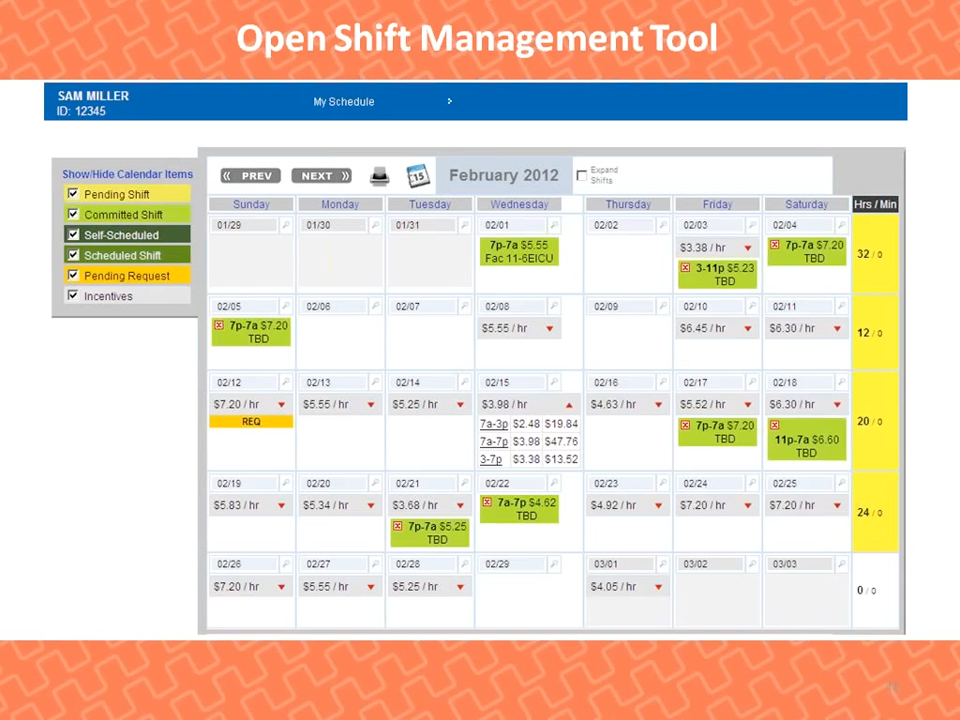 Open Shift Management Tool
SAM MILLER
ID: 12345
My Schedule >
Show/Hide Calendar Items
Pending Shift
Committed Shift
Self-Scheduled
Scheduled Shift
Pending Request
Incentives
PREV NEXT 15 February 2012 Expand
Shifts
Sunday Monday Tuesday Wednesday Thursday Friday Saturday Hrs / Min
01/29 01/30 01/31 02/01 02/02 02/03 02/04
7p-7a $5.55
Fac 11-6EICU
$3.38 / hr
3-11p $5.23
TBD
7p-7a $7.20
TBD
32 / 0
02/05 02/06 02/07 02/08 02/09 02/10 02/11
7p-7a $7.20
TBD
$5.55 / hr $6.45 / hr $6.30 / hr
12 / 0
02/12 02/13 02/14 02/15 02/16 02/17 02/18
$7.20 / hr $5.55 / hr $5.25 / hr $3.98 / hr $4.63 / hr $5.52 / hr $6.30 / hr
REQ
7a-3p $2.48 $19.84
7a-7p $3.98 $47.76
3-7p $3.38 $13.52
7p-7a $7.20
TBD
11p-7a $6.60
TBD
20 / 0
02/19 02/20 02/21 02/22 02/23 02/24 02/25
$5.83 / hr $5.34 / hr $3.68 / hr $4.92 / hr $7.20 / hr $7.20 / hr
7p-7a $5.25
TBD
7a-7p $4.62
TBD
24 / 0
02/26 02/27 02/28 02/29 03/01 03/02 03/03
$7.20 / hr $5.55 / hr $5.25 / hr $4.05 / hr
0 / 0